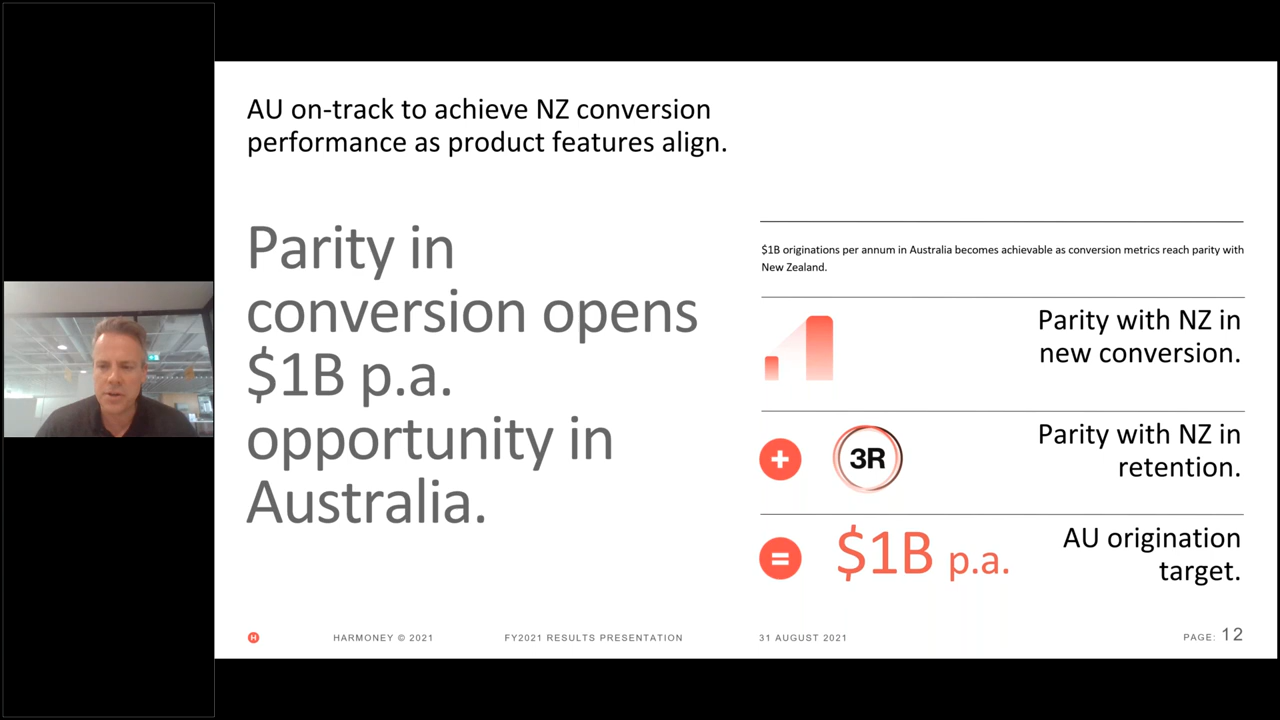 AU on-track to achieve NZ conversion
performance as product features align.
Parity in
conversion opens
$1B p.a.
opportunity in
Australia.
$1B originations per annum in Australia becomes achievable as conversion metrics reach parity with
New Zealand.
Parity with NZ in
new conversion.
+
3R
Parity with NZ in
retention.
=
$1B p.a.
AU origination
target.
H
HARMONEY © 2021
FY2021 RESULTS PRESENTATION
31 AUGUST 2021
PAGE: 12